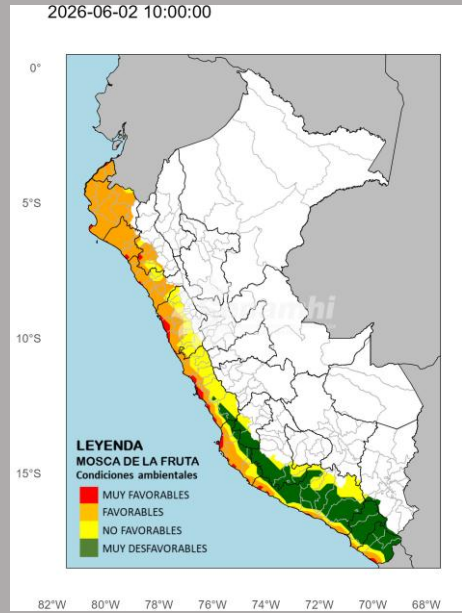 2026-06-02 10:00:00
0°
5°S
10°S
15°S
LEYENDA
MOSCA DE LA FRUTA
Condiciones ambientales
MUY FAVORABLES
FAVORABLES
NO FAVORABLES
MUY DESFAVORABLES
82°W 80°W 78°W 76°W 74°W 72°W 70°W 68°W